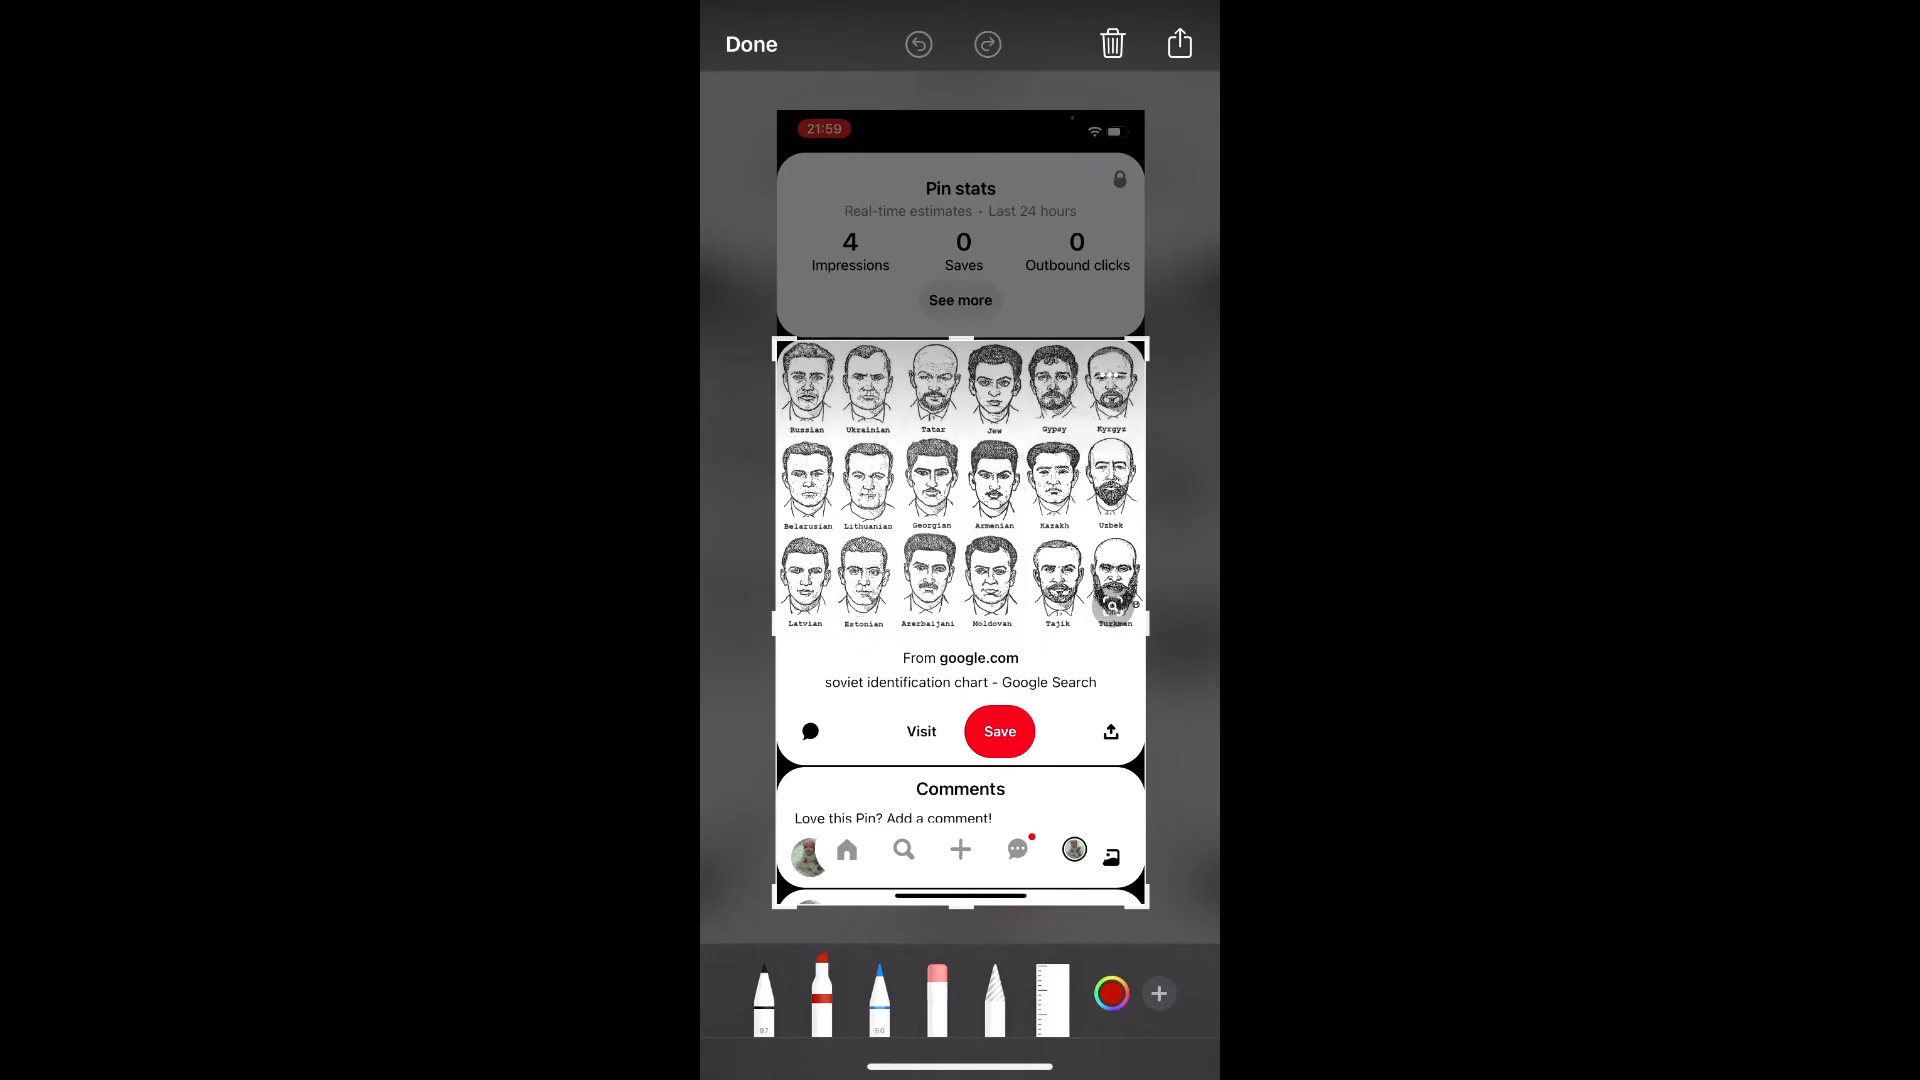 Done
21:59
Pin stats
Real-time estimates • Last 24 hours
4 0 0
Impressions Saves Outbound clicks
See more
Russian Ukrainian Tatar Jew Gypsy Kyrgyz
Belarusian Lithuanian Georgian Armenian Kazakh Uzbek
Latvian Estonian Azerbaijani Moldovan Tajik Turkmen
From google.com
soviet identification chart - Google Search
Visit Save
Comments
Love this Pin? Add a comment!
97 50